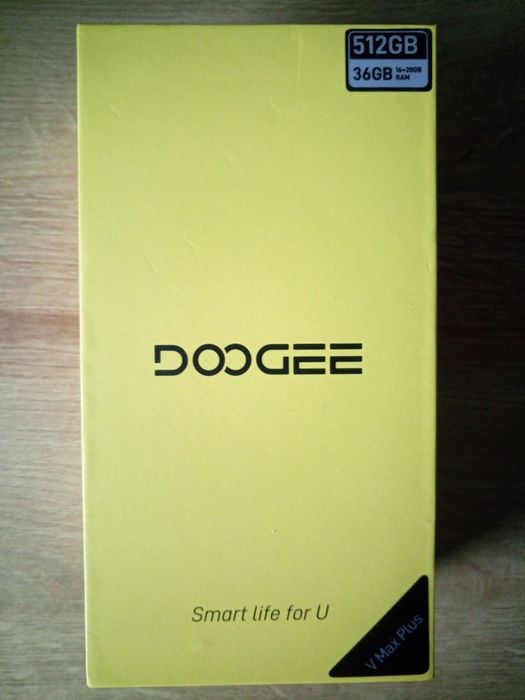 512GB
36GB 16+20GB
RAM
DOOGEE
Smart life for U
V Max Plus